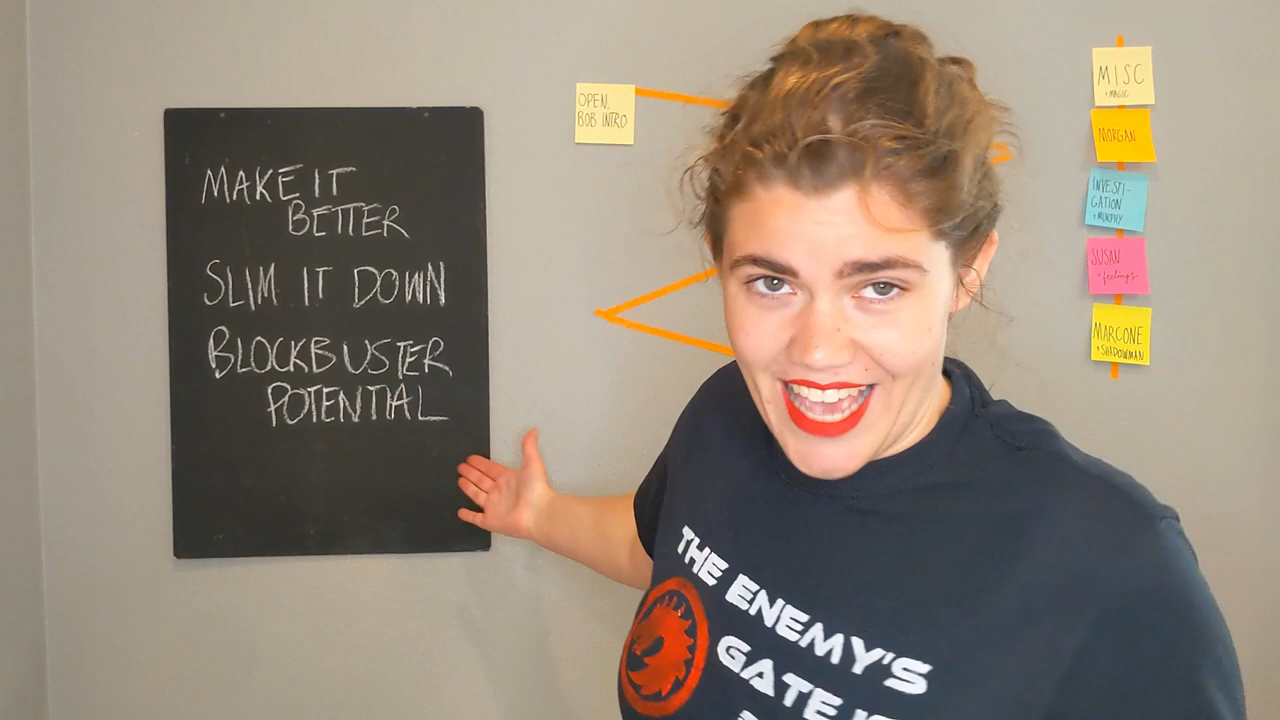 MAKE IT
BETTER
SLIM IT DOWN
BLOCKBUSTER
POTENTIAL
OPEN,
BOB INTRO
MISC
+MAGIC
MORGAN
INVESTI-
GATION
+MURPHY
SUSAN
+feelings
MARCONE
+SHADOWMAN
THE ENEMY'S
GATE